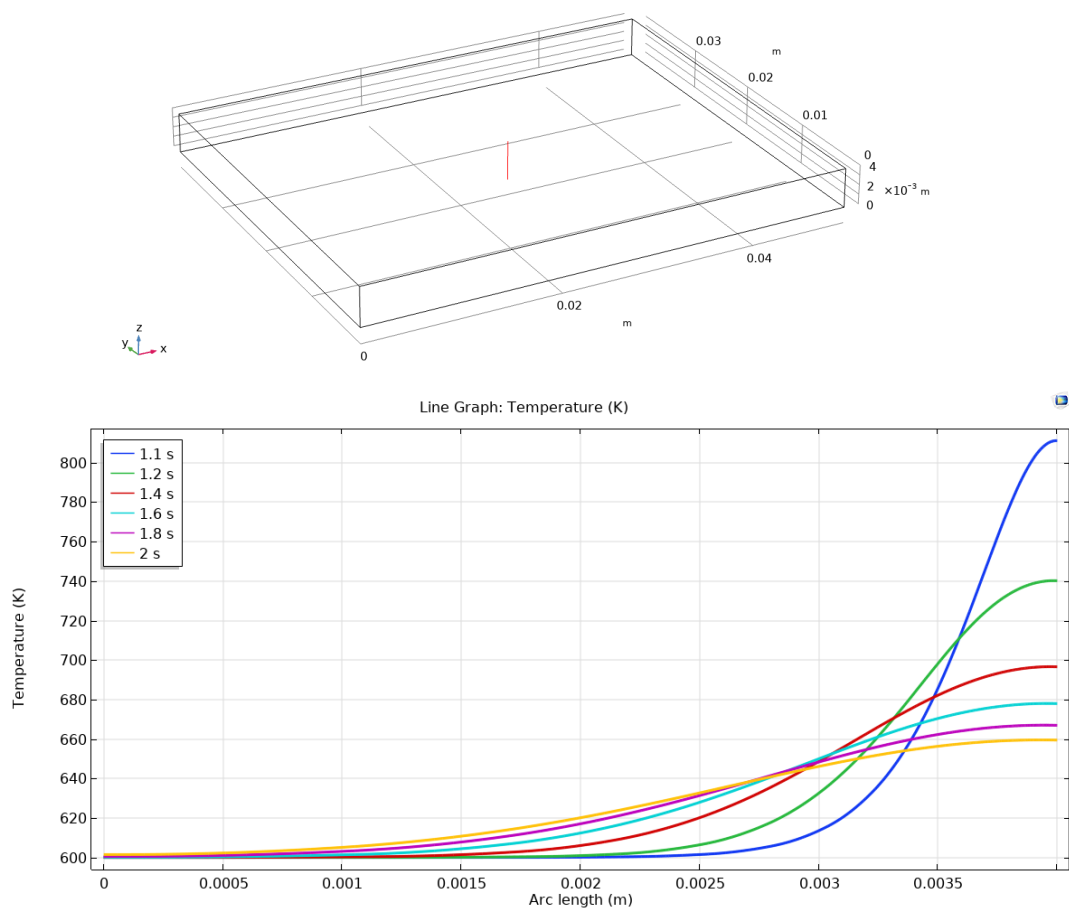 0.03
m
0.02
0.01
0
4
2 ×10⁻³ m
0
0.04
0.02
m
z
y x
0
Line Graph: Temperature (K)
1.1 s
1.2 s
1.4 s
1.6 s
1.8 s
2 s
800
780
760
740
720
700
680
660
640
620
600
Temperature (K)
0 0.0005 0.001 0.0015 0.002 0.0025 0.003 0.0035
Arc length (m)